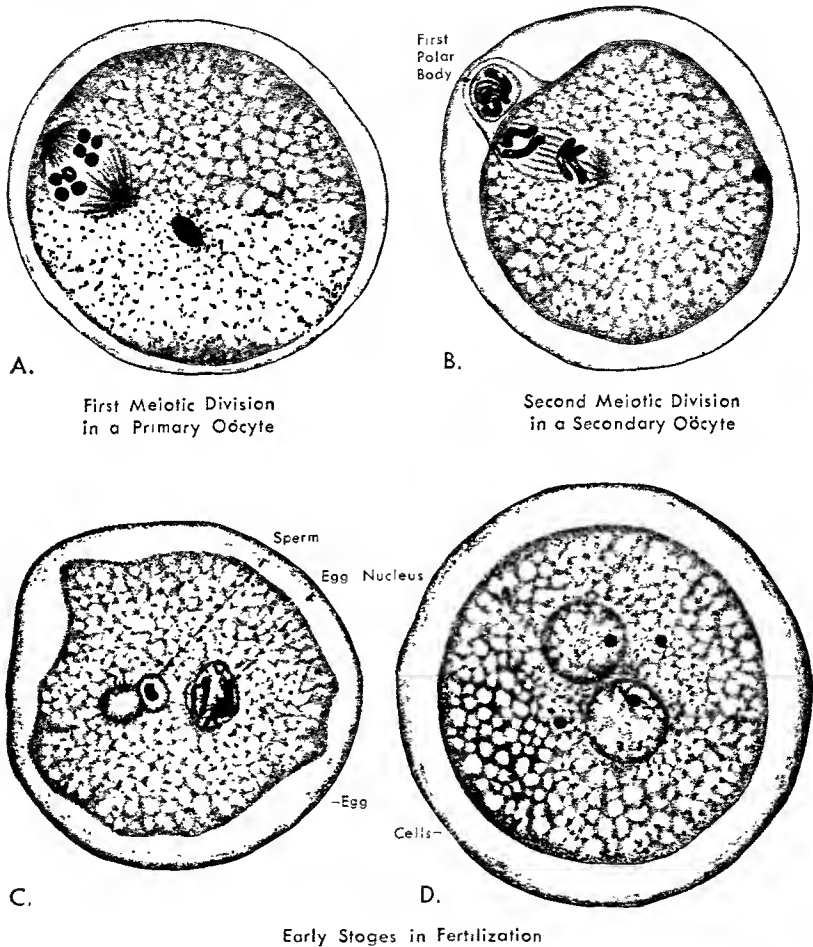 First
Polar
Body
A.
B.
First Meiotic Division
in a Primary Oöcyte
Second Meiotic Division
in a Secondary Oöcyte
Sperm
Egg Nucleus
-Egg
Cells-
C.
D.
Early Stoges in Fertilization